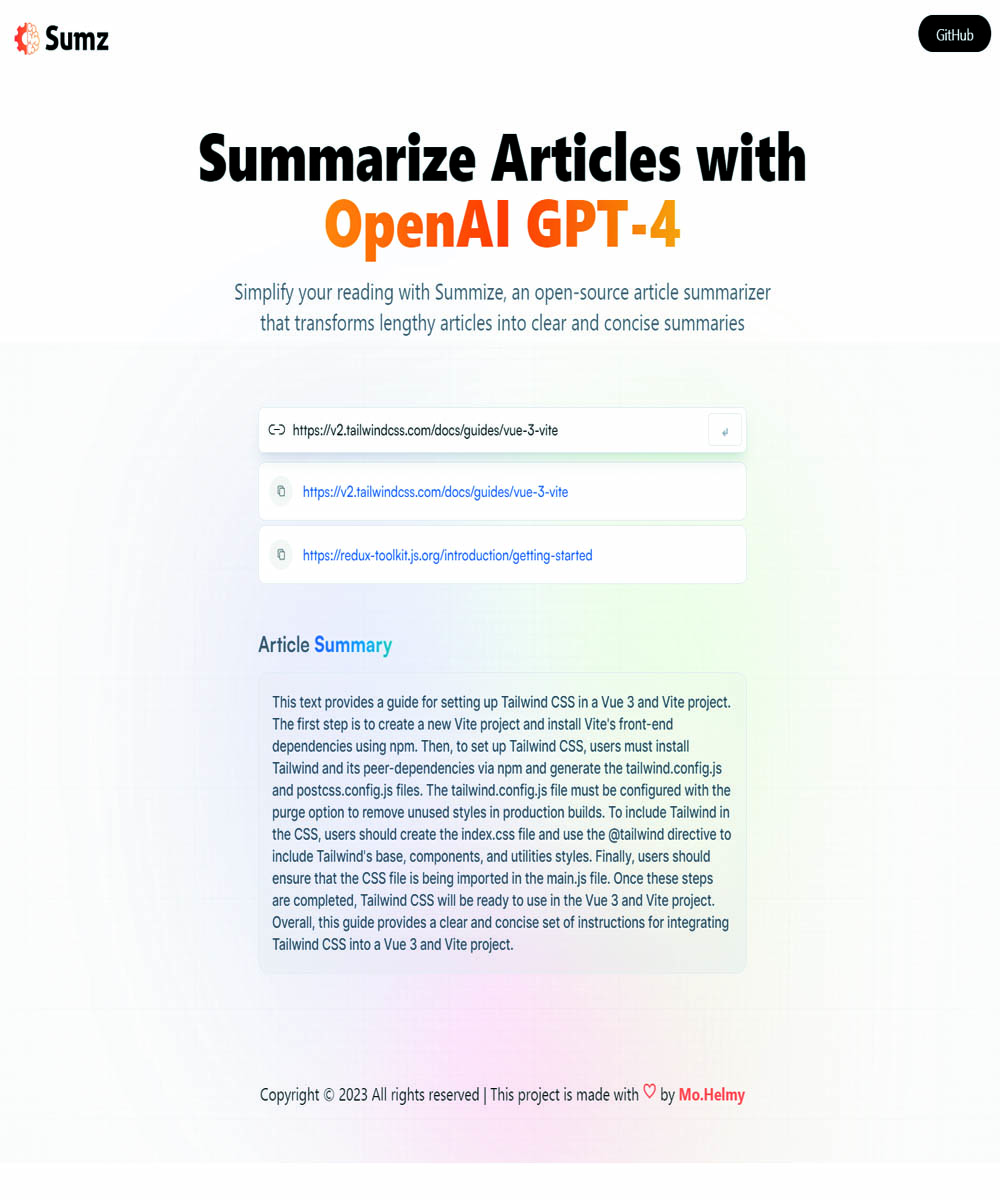 Sumz
GitHub
Summarize Articles with
OpenAI GPT-4
Simplify your reading with Summize, an open-source article summarizer
that transforms lengthy articles into clear and concise summaries
https://v2.tailwindcss.com/docs/guides/vue-3-vite
https://v2.tailwindcss.com/docs/guides/vue-3-vite
https://redux-toolkit.js.org/introduction/getting-started
Article Summary
This text provides a guide for setting up Tailwind CSS in a Vue 3 and Vite project.
The first step is to create a new Vite project and install Vite's front-end
dependencies using npm. Then, to set up Tailwind CSS, users must install
Tailwind and its peer-dependencies via npm and generate the tailwind.config.js
and postcss.config.js files. The tailwind.config.js file must be configured with the
purge option to remove unused styles in production builds. To include Tailwind in
the CSS, users should create the index.css file and use the @tailwind directive to
include Tailwind's base, components, and utilities styles. Finally, users should
ensure that the CSS file is being imported in the main.js file. Once these steps
are completed, Tailwind CSS will be ready to use in the Vue 3 and Vite project.
Overall, this guide provides a clear and concise set of instructions for integrating
Tailwind CSS into a Vue 3 and Vite project.
Copyright © 2023 All rights reserved | This project is made with ♡ by Mo.Helmy